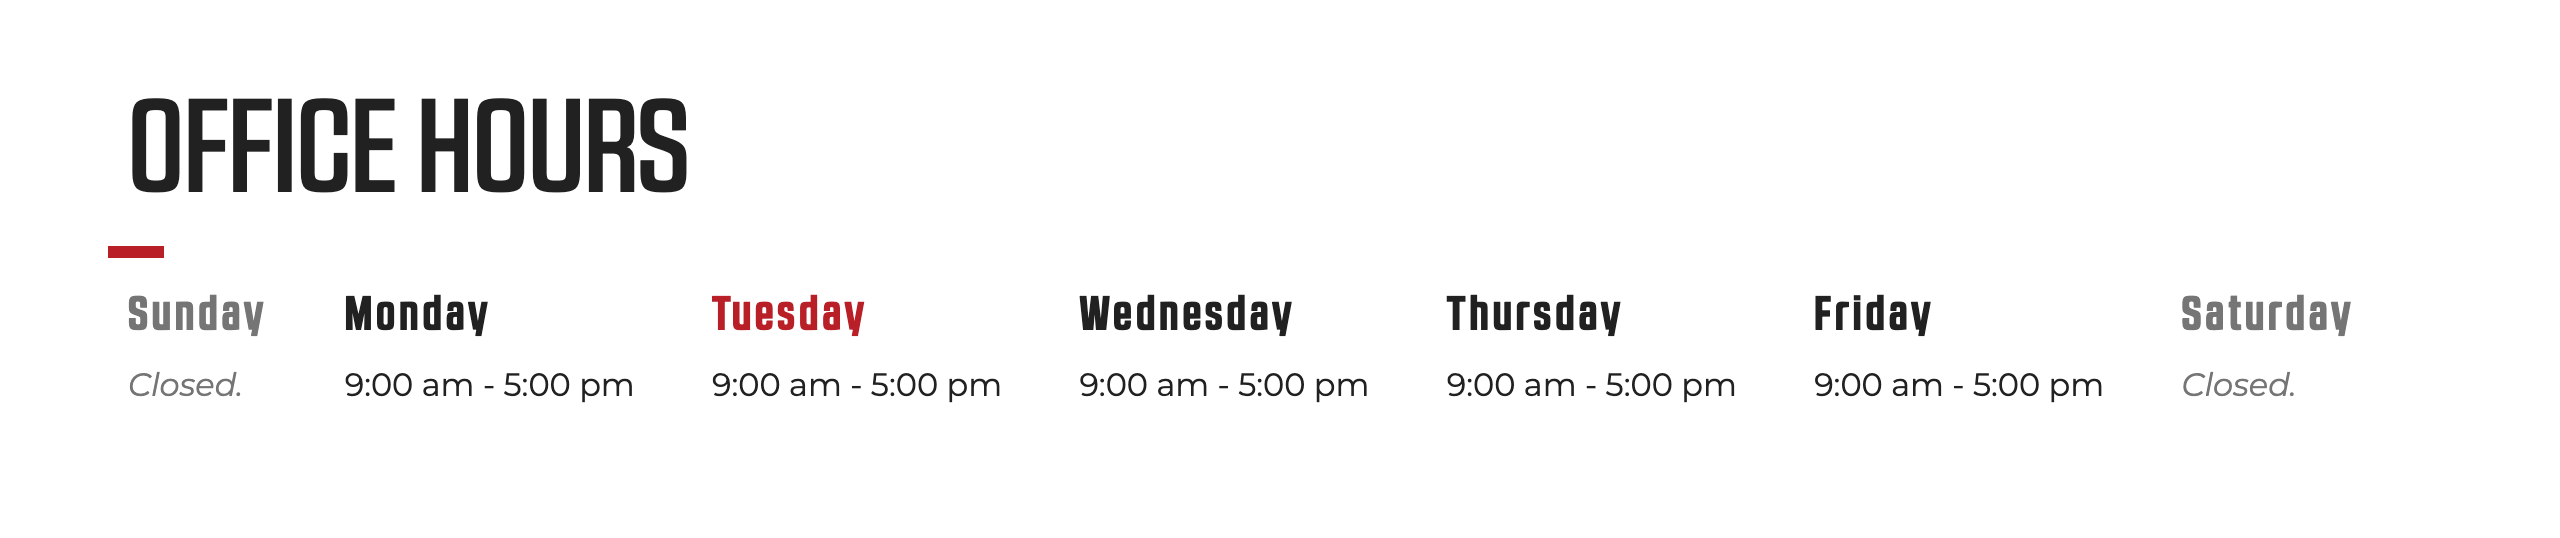 OFFICE HOURS
Sunday Monday Tuesday Wednesday Thursday Friday Saturday
Closed. 9:00 am - 5:00 pm 9:00 am - 5:00 pm 9:00 am - 5:00 pm 9:00 am - 5:00 pm 9:00 am - 5:00 pm Closed.